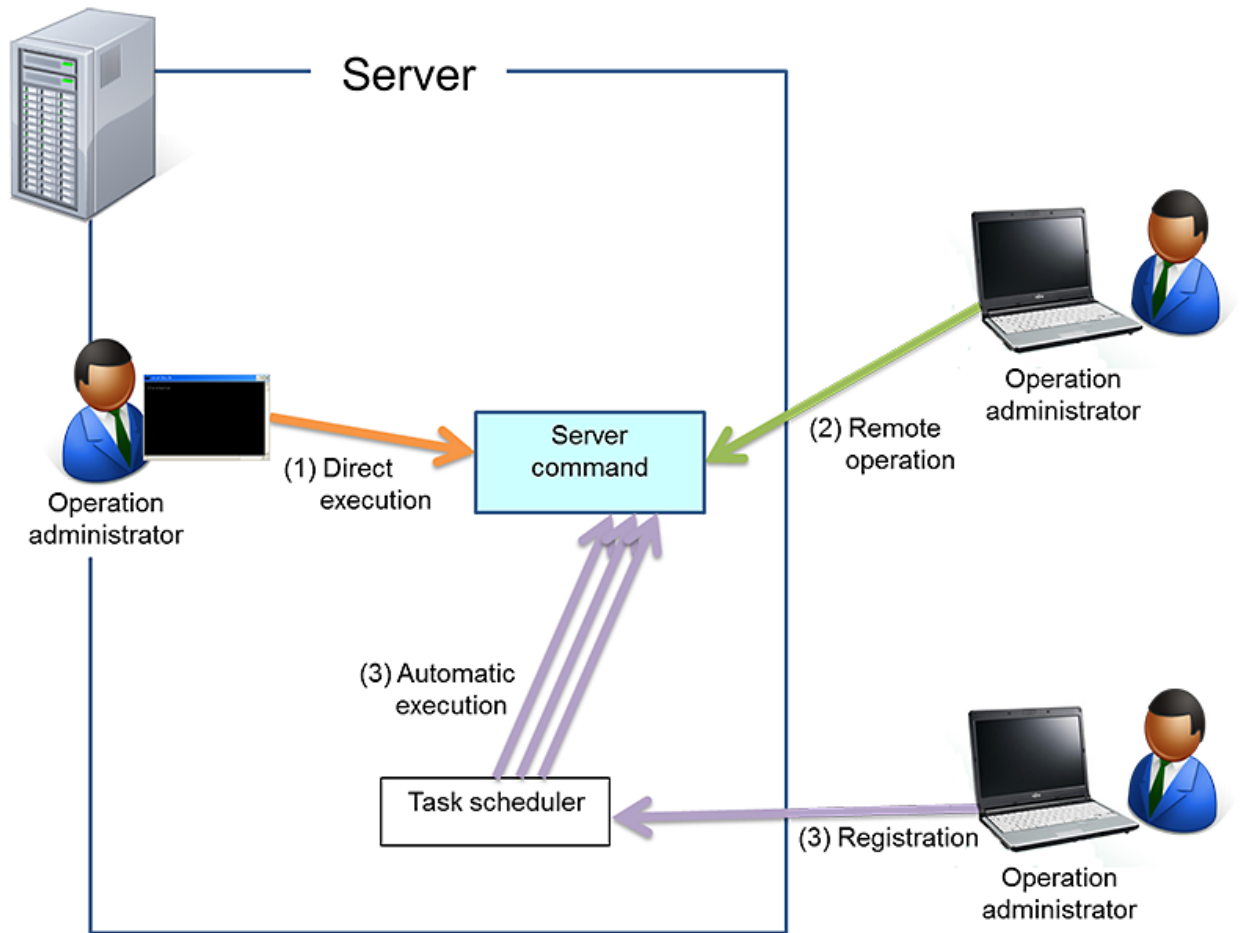 Server
Operation
administrator
(1) Direct
execution
Server
command
(2) Remote
operation
Operation
administrator
(3) Automatic
execution
Task scheduler
(3) Registration
Operation
administrator